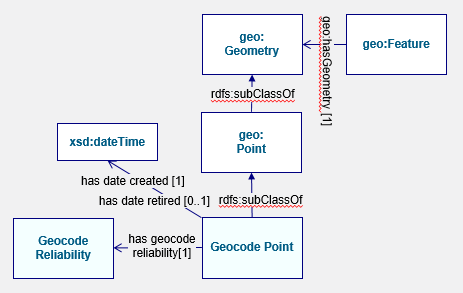 geo:
Geometry
geo:Feature
geo:hasGeometry [1]
rdfs:subClassOf
xsd:dateTime
geo:
Point
has date created [1]
has date retired [0..1]
rdfs:subClassOf
Geocode
Reliability
has geocode
reliability[1]
Geocode Point